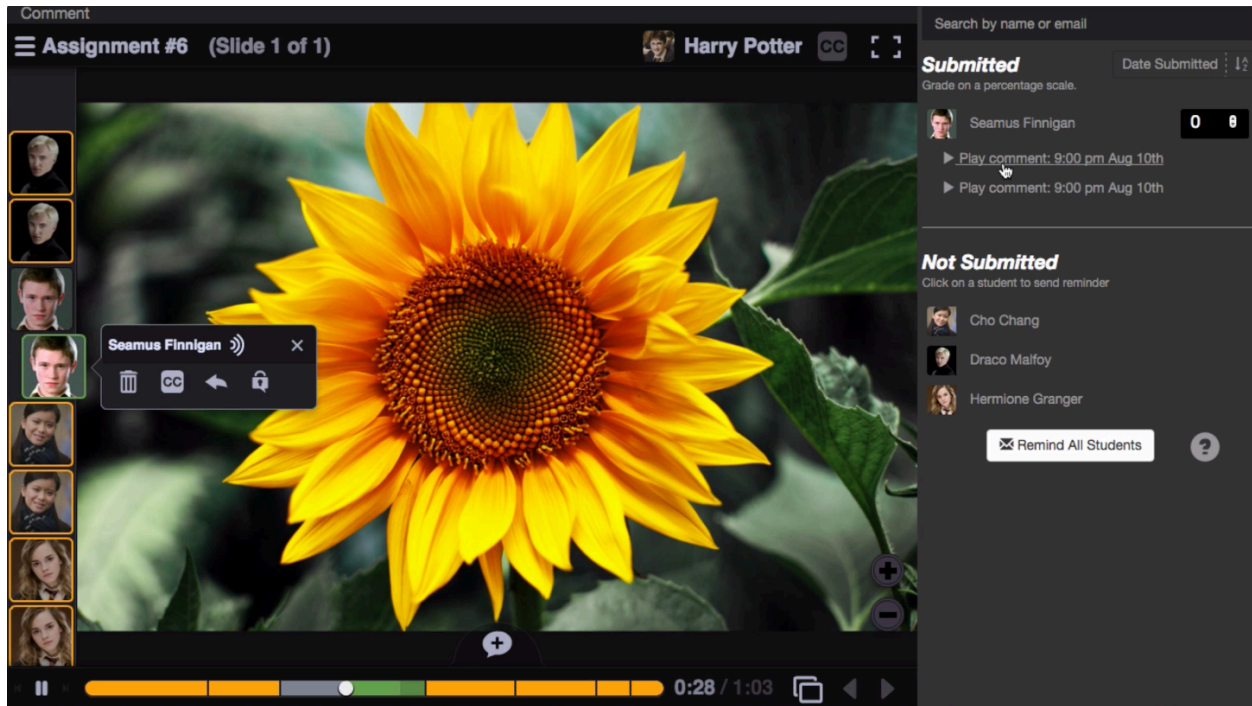 Comment
Assignment #6 (Slide 1 of 1)
Harry Potter CC
Seamus Finnigan
CC
0:28 / 1:03
Search by name or email
Submitted
Date Submitted
Grade on a percentage scale.
Seamus Finnigan 0
Play comment: 9:00 pm Aug 10th
Play comment: 9:00 pm Aug 10th
Not Submitted
Click on a student to send reminder
Cho Chang
Draco Malfoy
Hermione Granger
Remind All Students ?